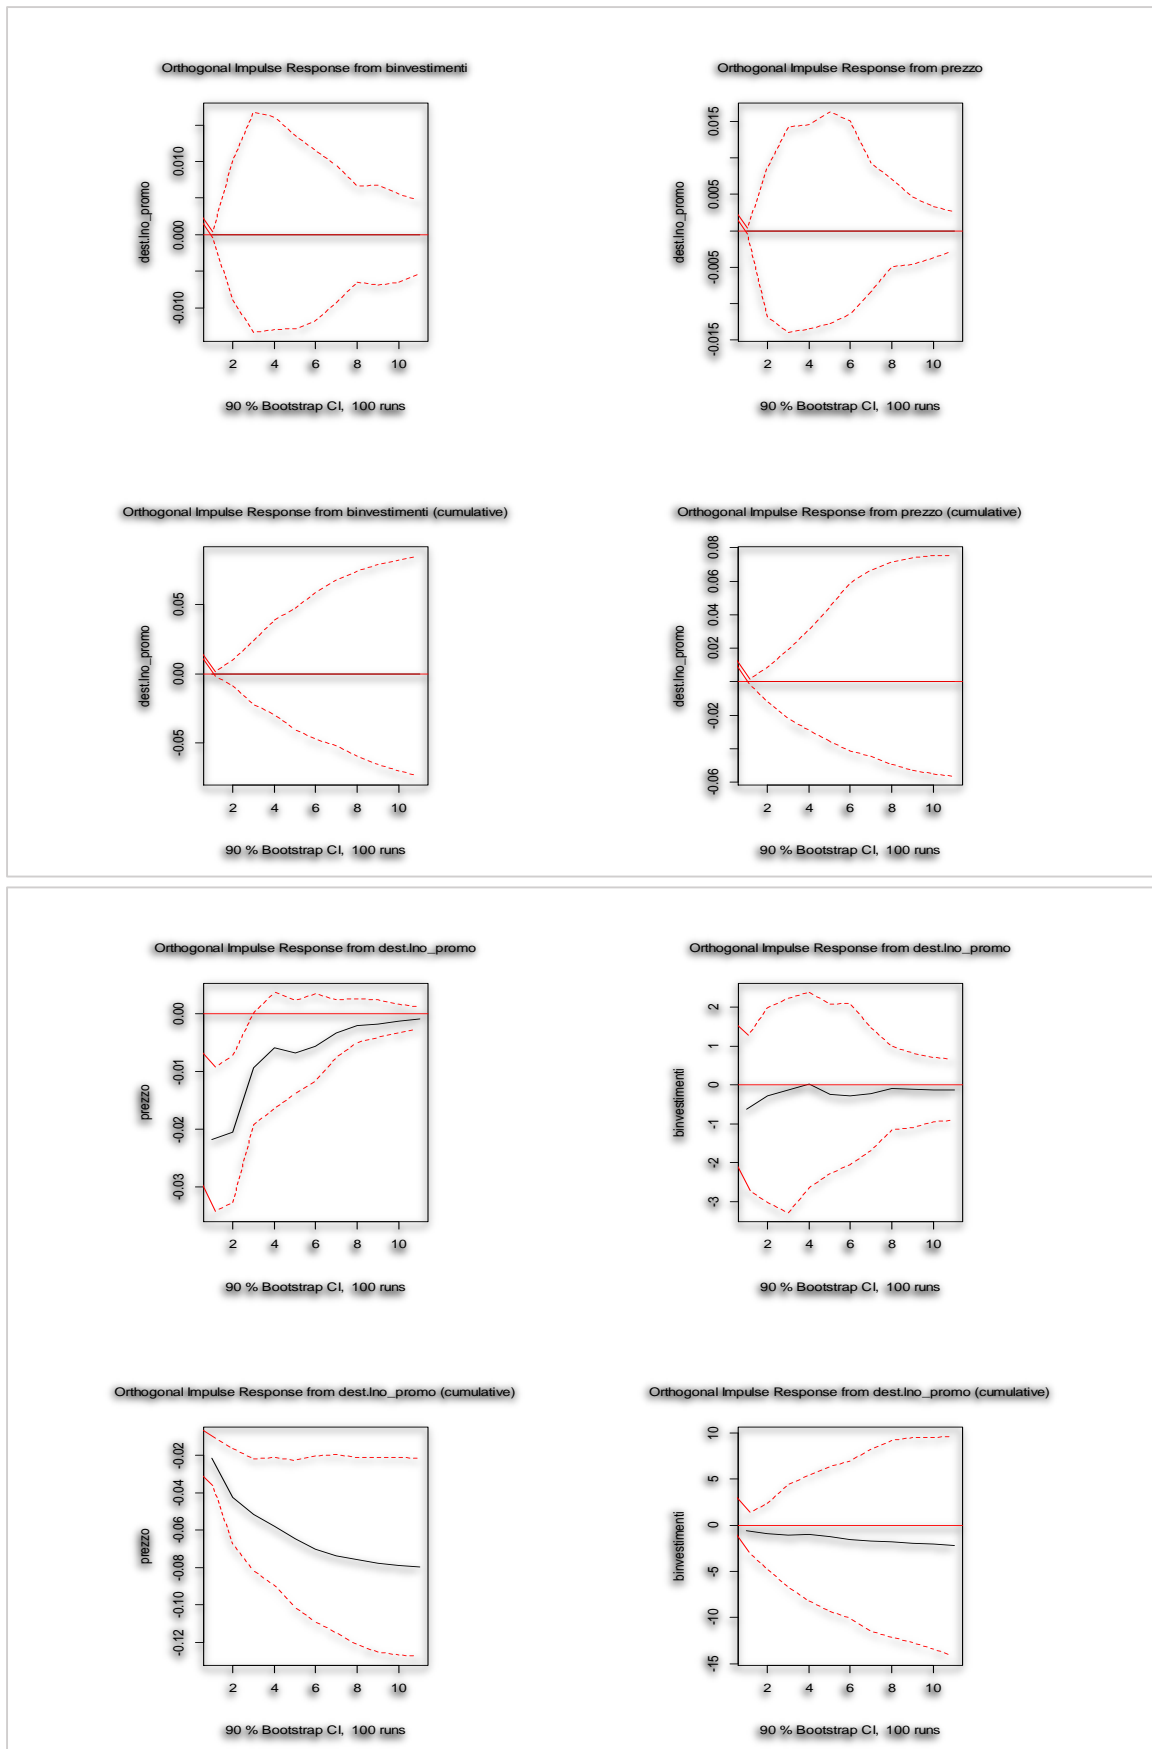 Orthogonal Impulse Response from binvestimenti
dest.lno_promo
0.010
0.000
-0.010
2 4 6 8 10
90 % Bootstrap CI, 100 runs
Orthogonal Impulse Response from prezzo
dest.lno_promo
0.015
0.005
-0.005
-0.015
2 4 6 8 10
90 % Bootstrap CI, 100 runs
Orthogonal Impulse Response from binvestimenti (cumulative)
dest.lno_promo
0.05
0.00
-0.05
2 4 6 8 10
90 % Bootstrap CI, 100 runs
Orthogonal Impulse Response from prezzo (cumulative)
dest.lno_promo
0.08
0.06
0.04
0.02
-0.02
-0.06
2 4 6 8 10
90 % Bootstrap CI, 100 runs
Orthogonal Impulse Response from dest.lno_promo
prezzo
0.00
-0.01
-0.02
-0.03
2 4 6 8 10
90 % Bootstrap CI, 100 runs
Orthogonal Impulse Response from dest.lno_promo
binvestimenti
2
1
0
-1
-2
-3
2 4 6 8 10
90 % Bootstrap CI, 100 runs
Orthogonal Impulse Response from dest.lno_promo (cumulative)
prezzo
-0.02
-0.04
-0.06
-0.08
-0.10
-0.12
2 4 6 8 10
90 % Bootstrap CI, 100 runs
Orthogonal Impulse Response from dest.lno_promo (cumulative)
binvestimenti
10
5
0
-5
-10
-15
2 4 6 8 10
90 % Bootstrap CI, 100 runs